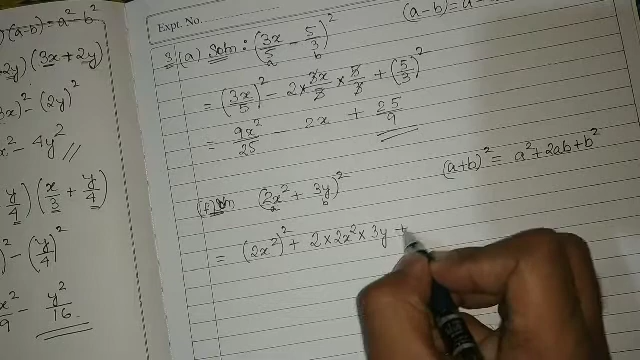 ) (a-b) = a² - b²
2y) (3x + 2y)
3x)² - (2y)²
x² - 4y² //
y/4) (x/3 + y/4)
)² - (y/4)²
x²/9 - y²/16
Expt. No.
(a-b) = a
3 (a) Soln: (3x/5 - 5/3)²
a b
= (3x/5)² - 2 × 3x/5 × 5/3 + (5/3)²
= 9x²/25 - 2x + 25/9
(f) Soln (2x² + 3y)²
a b
(a+b)² = a² + 2ab + b²
= (2x²)² + 2 × 2x² × 3y +